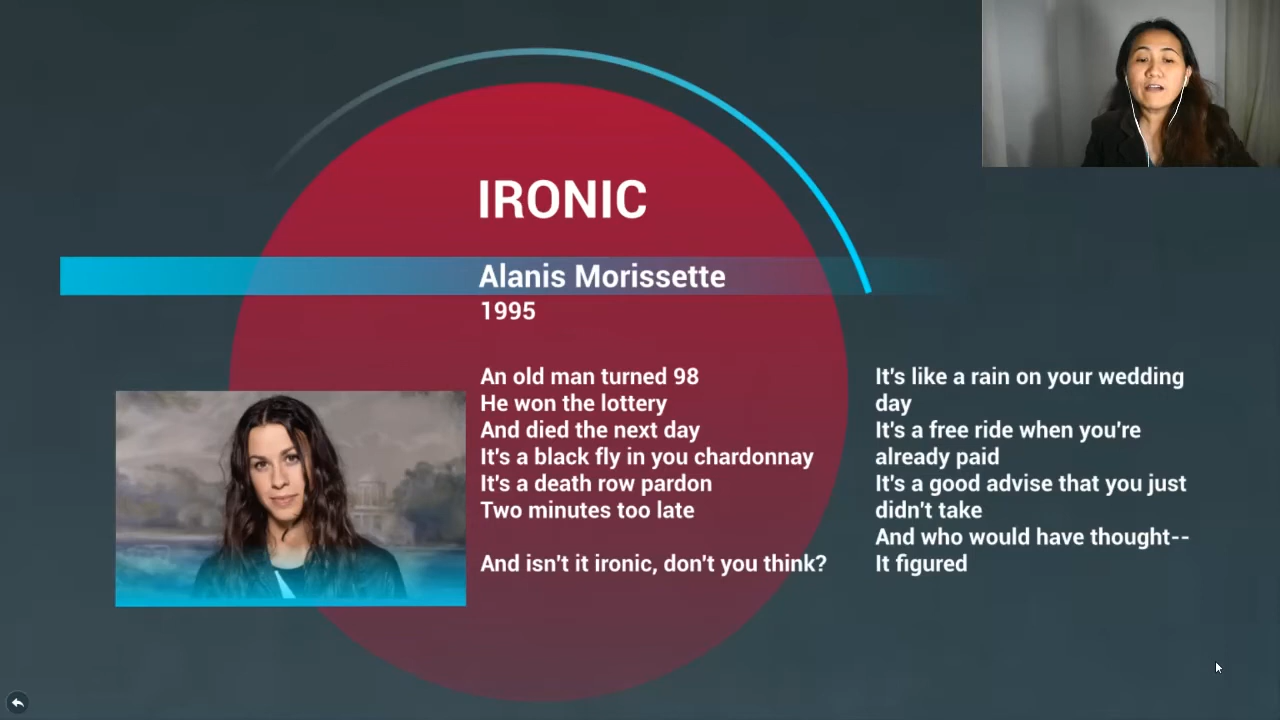 IRONIC
Alanis Morissette
1995
An old man turned 98
He won the lottery
And died the next day
It's a black fly in you chardonnay
It's a death row pardon
Two minutes too late
And isn't it ironic, don't you think?
It's like a rain on your wedding
day
It's a free ride when you're
already paid
It's a good advise that you just
didn't take
And who would have thought--
It figured